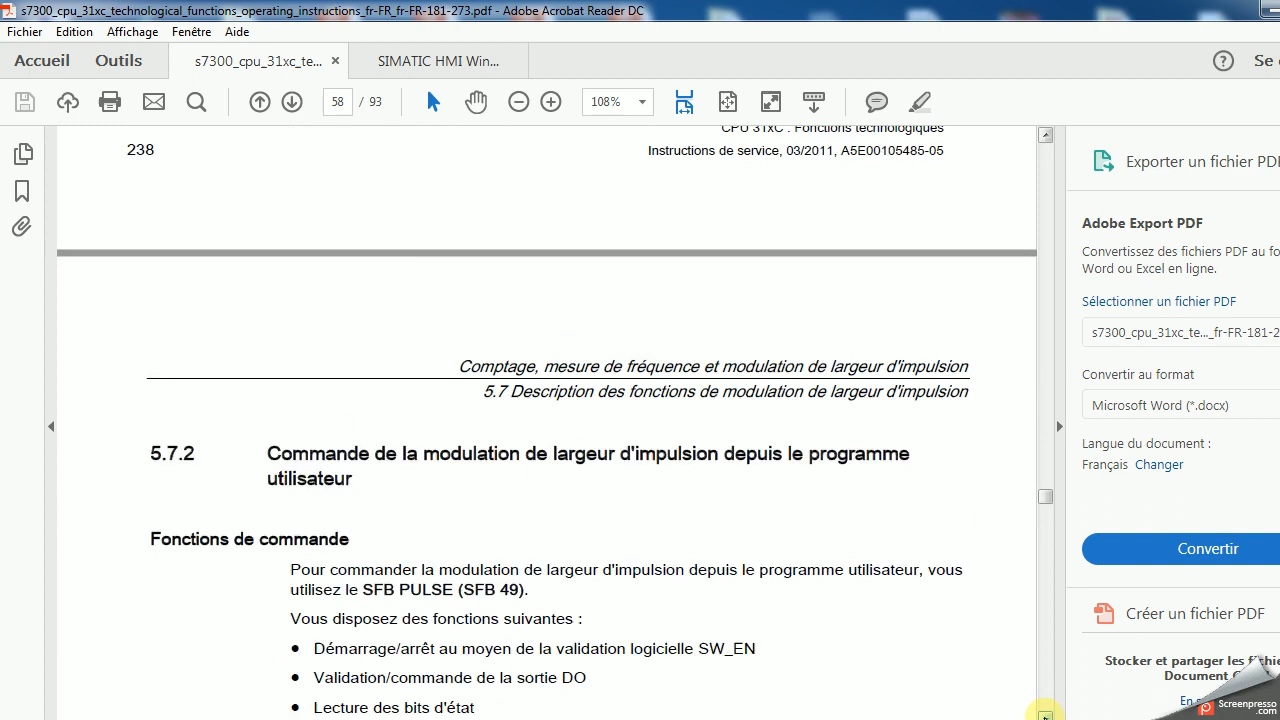 s7300_cpu_31xc_technological_functions_operating_instructions_fr-FR_fr-FR-181-273.pdf - Adobe Acrobat Reader DC
Fichier Edition Affichage Fenêtre Aide
Accueil Outils s7300_cpu_31xc_te... × SIMATIC HMI Win... ? Se
58 / 93 108%
CPU 31xC : Fonctions technologiques
238 Instructions de service, 03/2011, A5E00105485-05
Comptage, mesure de fréquence et modulation de largeur d'impulsion
5.7 Description des fonctions de modulation de largeur d'impulsion
5.7.2 Commande de la modulation de largeur d'impulsion depuis le programme
utilisateur
Fonctions de commande
Pour commander la modulation de largeur d'impulsion depuis le programme utilisateur, vous
utilisez le SFB PULSE (SFB 49).
Vous disposez des fonctions suivantes :
• Démarrage/arrêt au moyen de la validation logicielle SW_EN
• Validation/commande de la sortie DO
• Lecture des bits d'état
Exporter un fichier PDF
Adobe Export PDF
Convertissez des fichiers PDF au
Word ou Excel en ligne.
Sélectionner un fichier PDF
s7300_cpu_31xc_te..._fr-FR-181-2
Convertir au format
Microsoft Word (*.docx)
Langue du document :
Français Changer
Convertir
Créer un fichier PDF
Stocker et partager les
Document
En
Screenpresso
.com